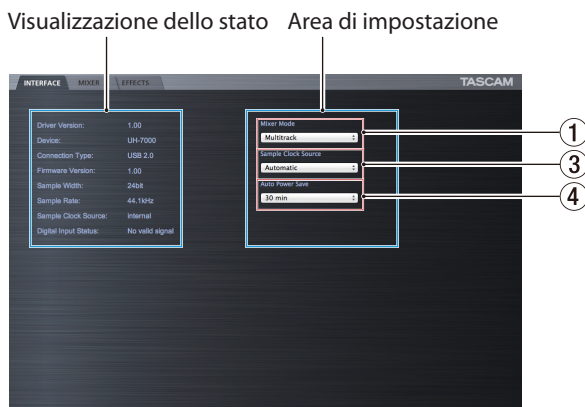 Visualizzazione dello stato Area di impostazione
INTERFACE MIXER EFFECTS TASCAM
Driver Version: 1.00
Device: UH-7000
Connection Type: USB 2.0
Firmware Version: 1.00
Sample Width: 24bit
Sample Rate: 44.1kHz
Sample Clock Source: internal
Digital Input Status: No valid signal
Mixer Mode
Multitrack
①
Sample Clock Source
Automatic
③
Auto Power Save
30 min
④